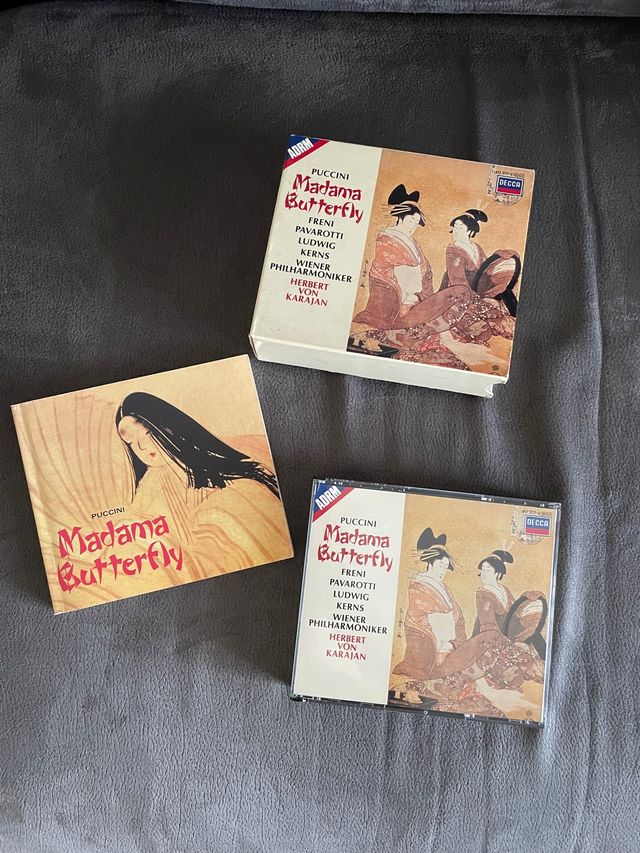 ADRM
PUCCINI
Madama
Butterfly
FRENI
PAVAROTTI
LUDWIG
KERNS
WIENER
PHILHARMONIKER
HERBERT
VON
KARAJAN
DECCA
PUCCINI
Madama
Butterfly
ADRM
PUCCINI
Madama
Butterfly
FRENI
PAVAROTTI
LUDWIG
KERNS
WIENER
PHILHARMONIKER
HERBERT
VON
KARAJAN
DECCA